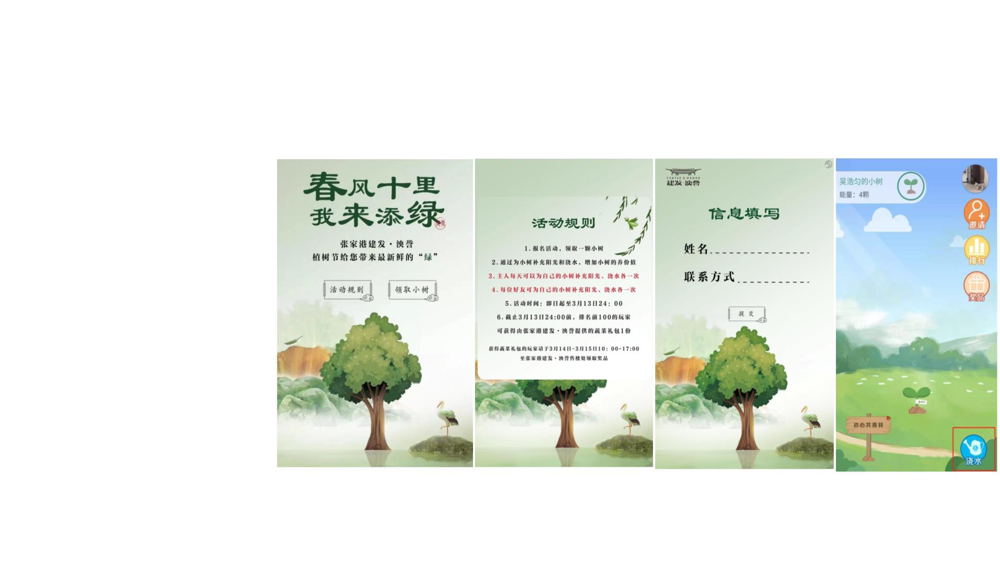 春风十里
我来添绿
张家港建发·泱誉
植树节给您带来最新鲜的“绿”
活动规则
领取小树
活动规则
1.报名活动，领取一颗小树
2.通过为小树补充阳光和浇水，增加小树的养份值
3.主人每天可以为自己的小树补充阳光、浇水各一次
4.每位好友可为自己的小树补充阳光、浇水各一次
5.活动时间：即日起至3月13日24：00
6.截止3月13日24:00前，排名前100的玩家
可获得由张家港建发·泱誉提供的蔬菜礼包1份
获得蔬菜礼包的玩家请于3月14日-3月15日10：00-17:00
至张家港建发·泱誉售楼处领取奖品
CENTER MANOR
建发·泱誉
信息填写
姓名
联系方式
提交
吴浩匀的小树
能量：4颗
邀请
排行
奖品
初心共青林
浇水